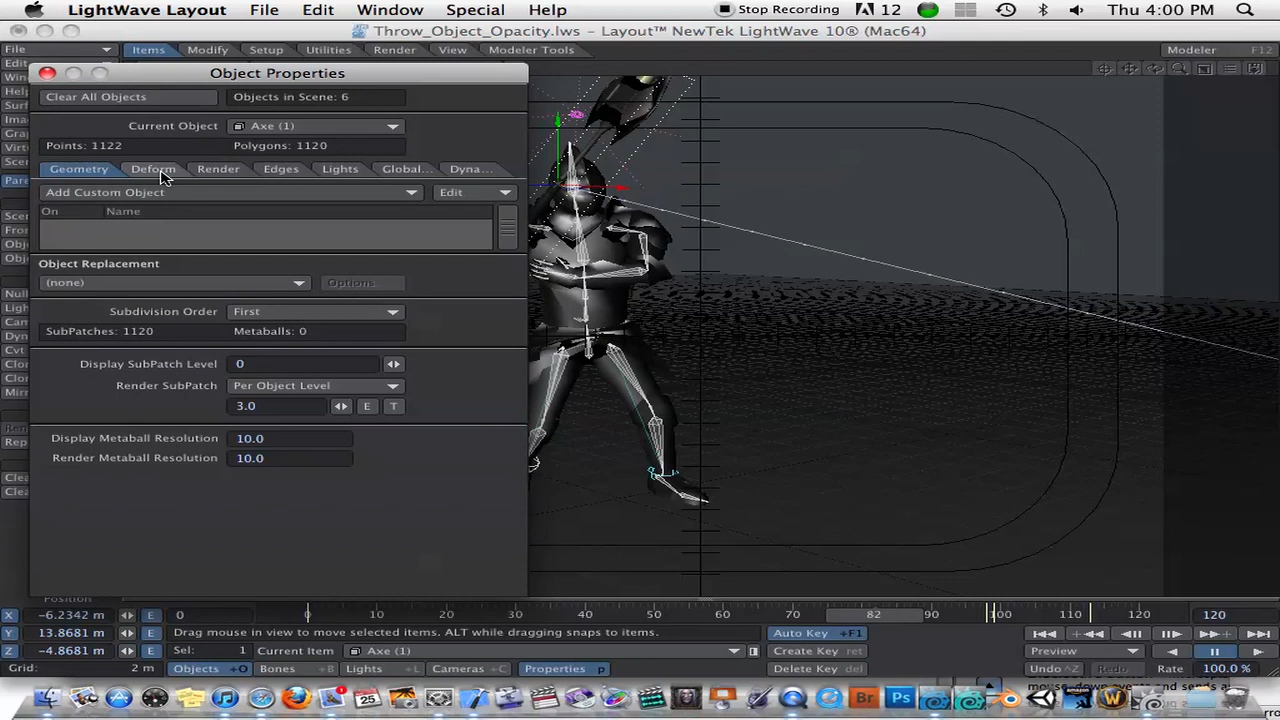 LightWave Layout File Edit Window Special Help Stop Recording 12 Thu 4:00 PM
Throw_Object_Opacity.lws – Layout™ NewTek LightWave 10® (Mac64)
File Items Modify Setup Utilities Render View Modeler Tools Modeler F12
Object Properties
Clear All Objects Objects in Scene: 6
Current Object Axe (1)
Points: 1122 Polygons: 1120
Geometry Deform Render Edges Lights Global... Dyna...
Add Custom Object Edit
On Name
Object Replacement
(none) Options
Subdivision Order First
SubPatches: 1120 Metaballs: 0
Display SubPatch Level 0
Render SubPatch Per Object Level
3.0 E T
Display Metaball Resolution 10.0
Render Metaball Resolution 10.0
Position
X -6.2342 m E 0 0 10 20 30 40 50 60 70 82 90 100 110 120 120
Y 13.8681 m E Drag mouse in view to move selected items. ALT while dragging snaps to items. Auto Key +F1
Z -4.8681 m E Sel: 1 Current Item Axe (1) Create Key ret Preview
Grid: 2 m Objects +O Bones +B Lights +L Cameras +C Properties p Delete Key del Undo ^Z Redo Rate 100.0 %
Br Ps amazon W